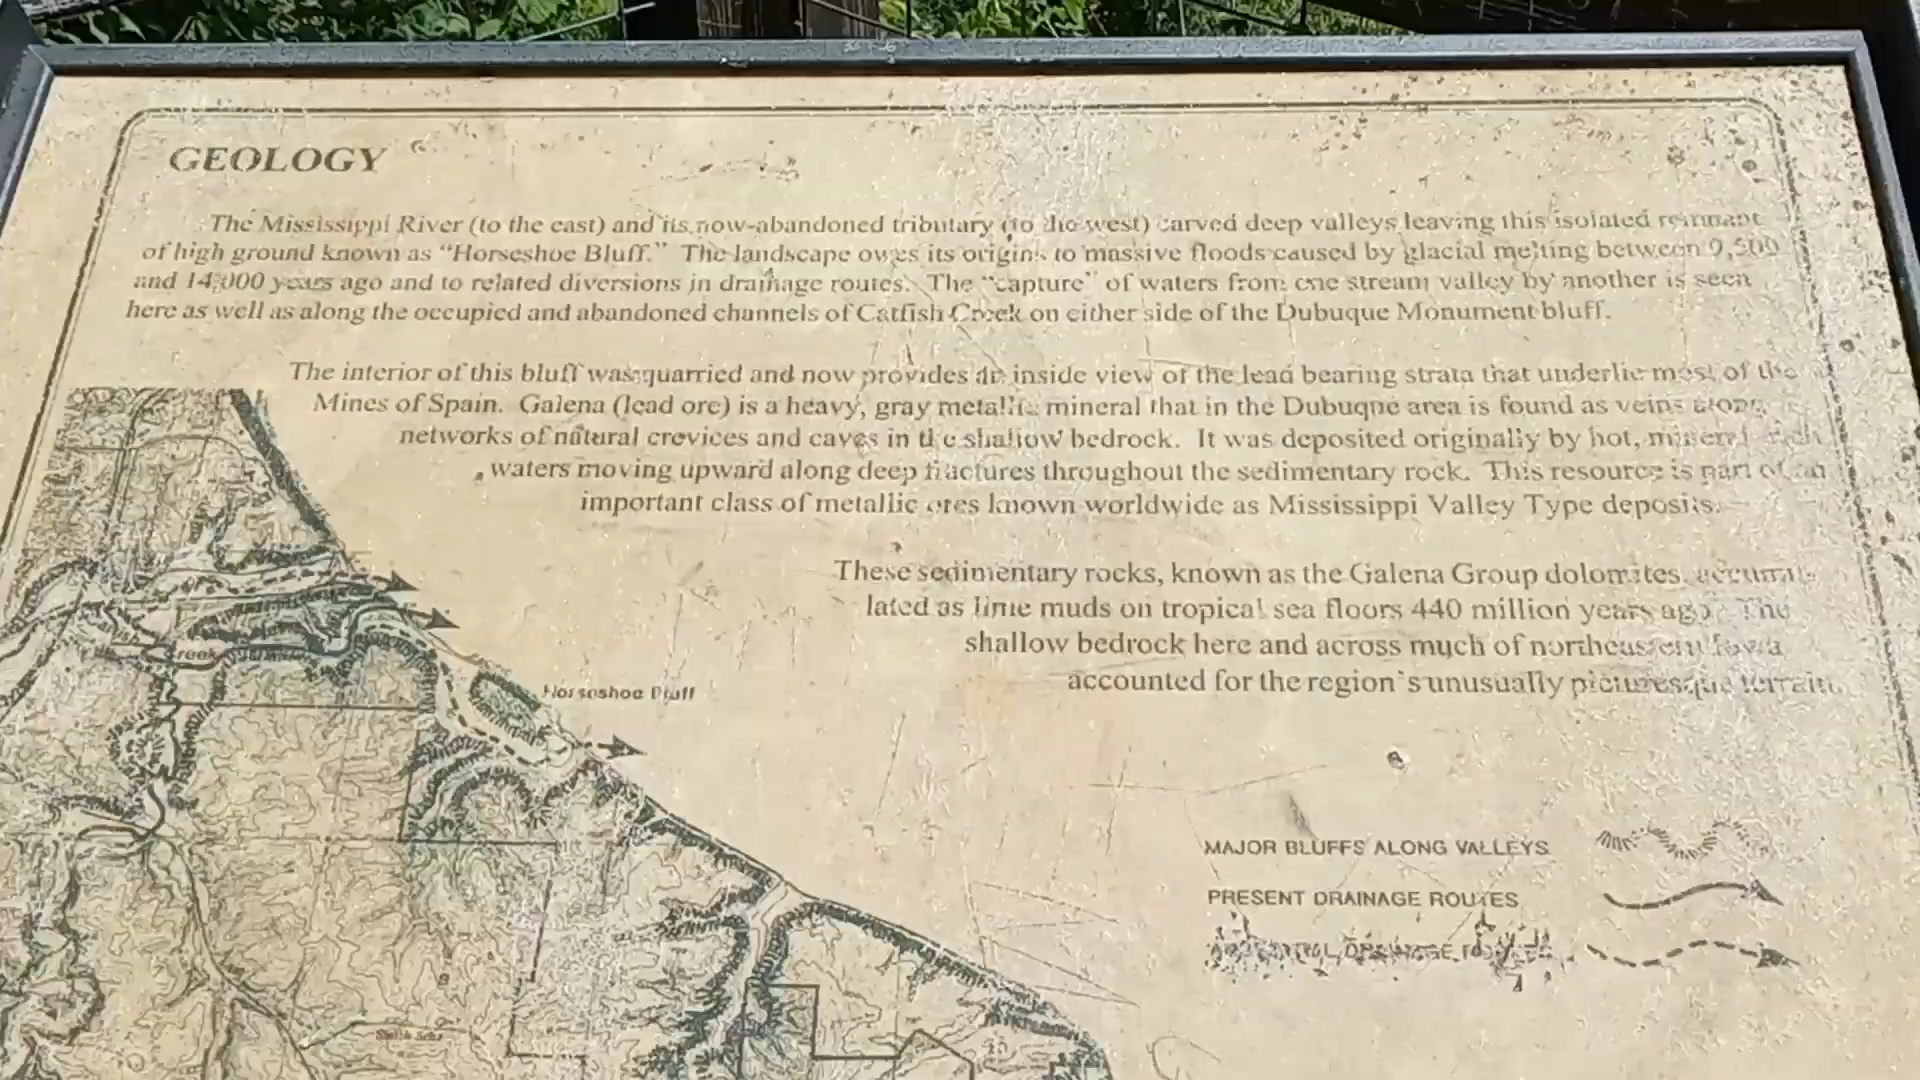 GEOLOGY
The Mississippi River (to the east) and its now-abandoned tributary (to the west) carved deep valleys leaving this isolated remnant
of high ground known as "Horseshoe Bluff." The landscape owes its origins to massive floods caused by glacial melting between 9,500
and 14,000 years ago and to related diversions in drainage routes. The "capture" of waters from one stream valley by another is seen
here as well as along the occupied and abandoned channels of Catfish Creek on either side of the Dubuque Monument bluff.
The interior of this bluff was quarried and now provides an inside view of the lead bearing strata that underlie most of the
Mines of Spain. Galena (lead ore) is a heavy, gray metallic mineral that in the Dubuque area is found as veins along
networks of natural crevices and caves in the shallow bedrock. It was deposited originally by hot, mineral rich
waters moving upward along deep fractures throughout the sedimentary rock. This resource is part of an
important class of metallic ores known worldwide as Mississippi Valley Type deposits.
These sedimentary rocks, known as the Galena Group dolomites, accumu-
lated as lime muds on tropical sea floors 440 million years ago. The
shallow bedrock here and across much of northeastern Iowa
accounted for the region's unusually picturesque terrain.
Creek
Horseshoe Bluff
MAJOR BLUFFS ALONG VALLEYS
PRESENT DRAINAGE ROUTES
DRAINAGE